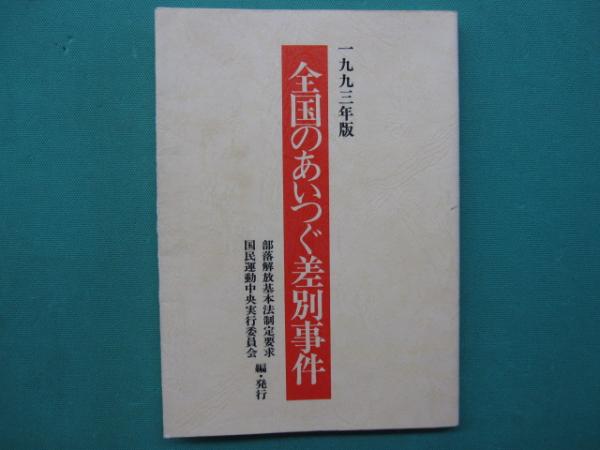 一九九三年版
全国のあいつぐ差別事件
部落解放基本法制定要求
国民運動中央実行委員会 編・発行